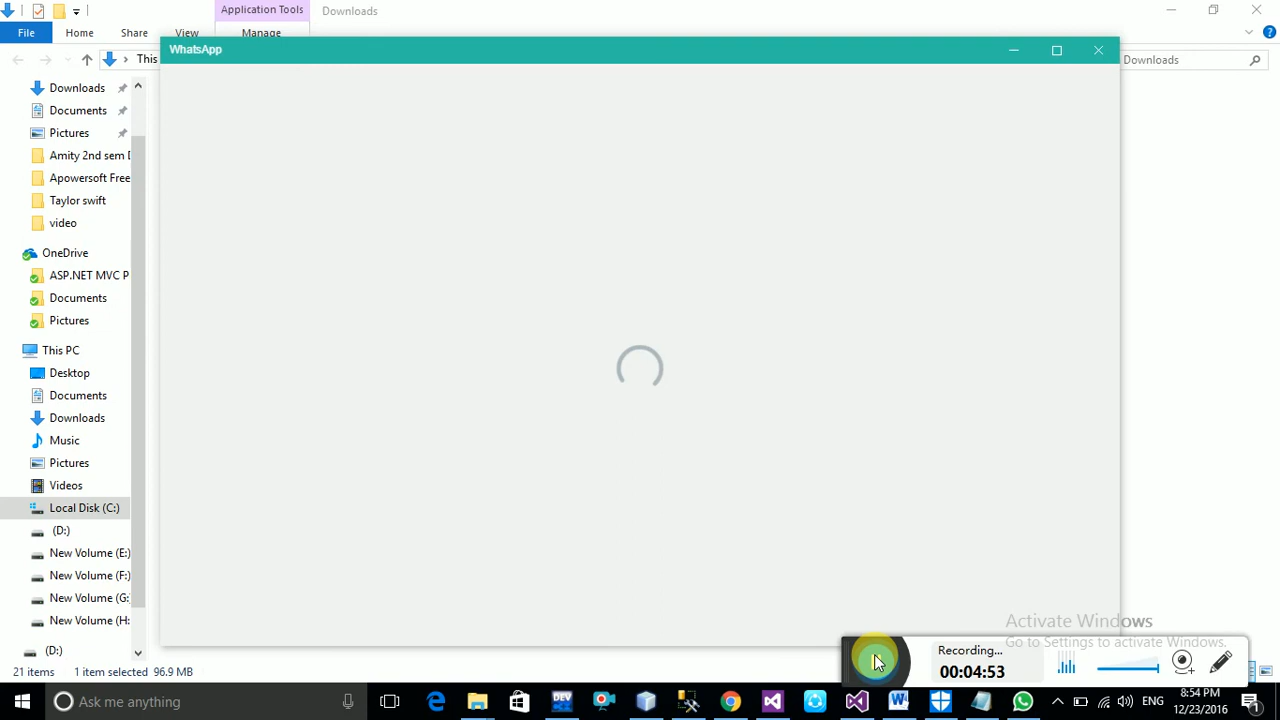 Application Tools
Downloads
File
Home
Share
View
Manage
This
Downloads
WhatsApp
Downloads
Documents
Pictures
Amity 2nd sem D
Apowersoft Free
Taylor swift
video
OneDrive
ASP.NET MVC P
Documents
Pictures
This PC
Desktop
Documents
Downloads
Music
Pictures
Videos
Local Disk (C:)
(D:)
New Volume (E:)
New Volume (F:)
New Volume (G:
New Volume (H:
(D:)
21 items 1 item selected 96.9 MB
Activate Windows
Go to Settings to activate Windows.
Recording...
00:04:53
Ask me anything
DEV
ENG
8:54 PM
12/23/2016
1